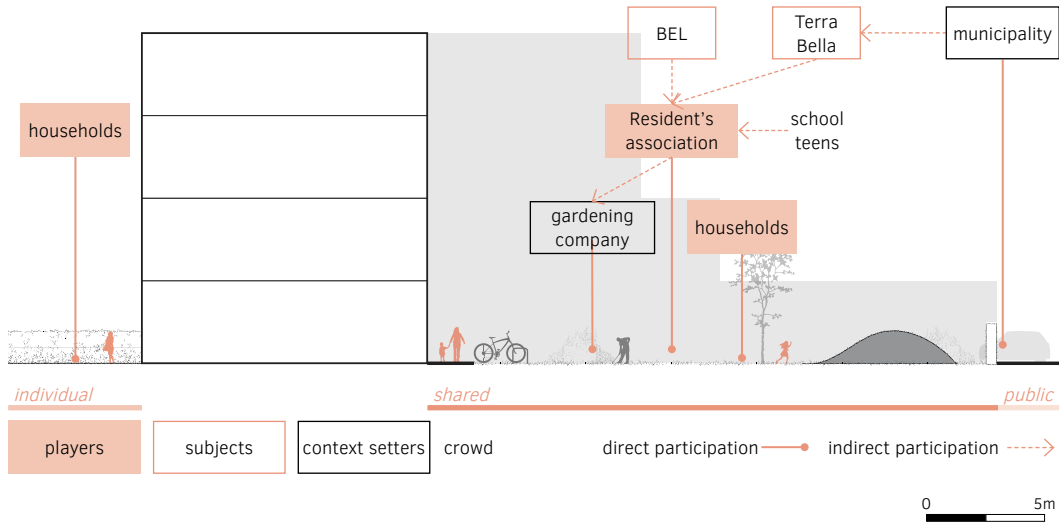 BEL
Terra
Bella
municipality
households
Resident's
association
school
teens
gardening
company
households
individual
shared
public
players
subjects
context setters
crowd
direct participation
indirect participation
0
5m